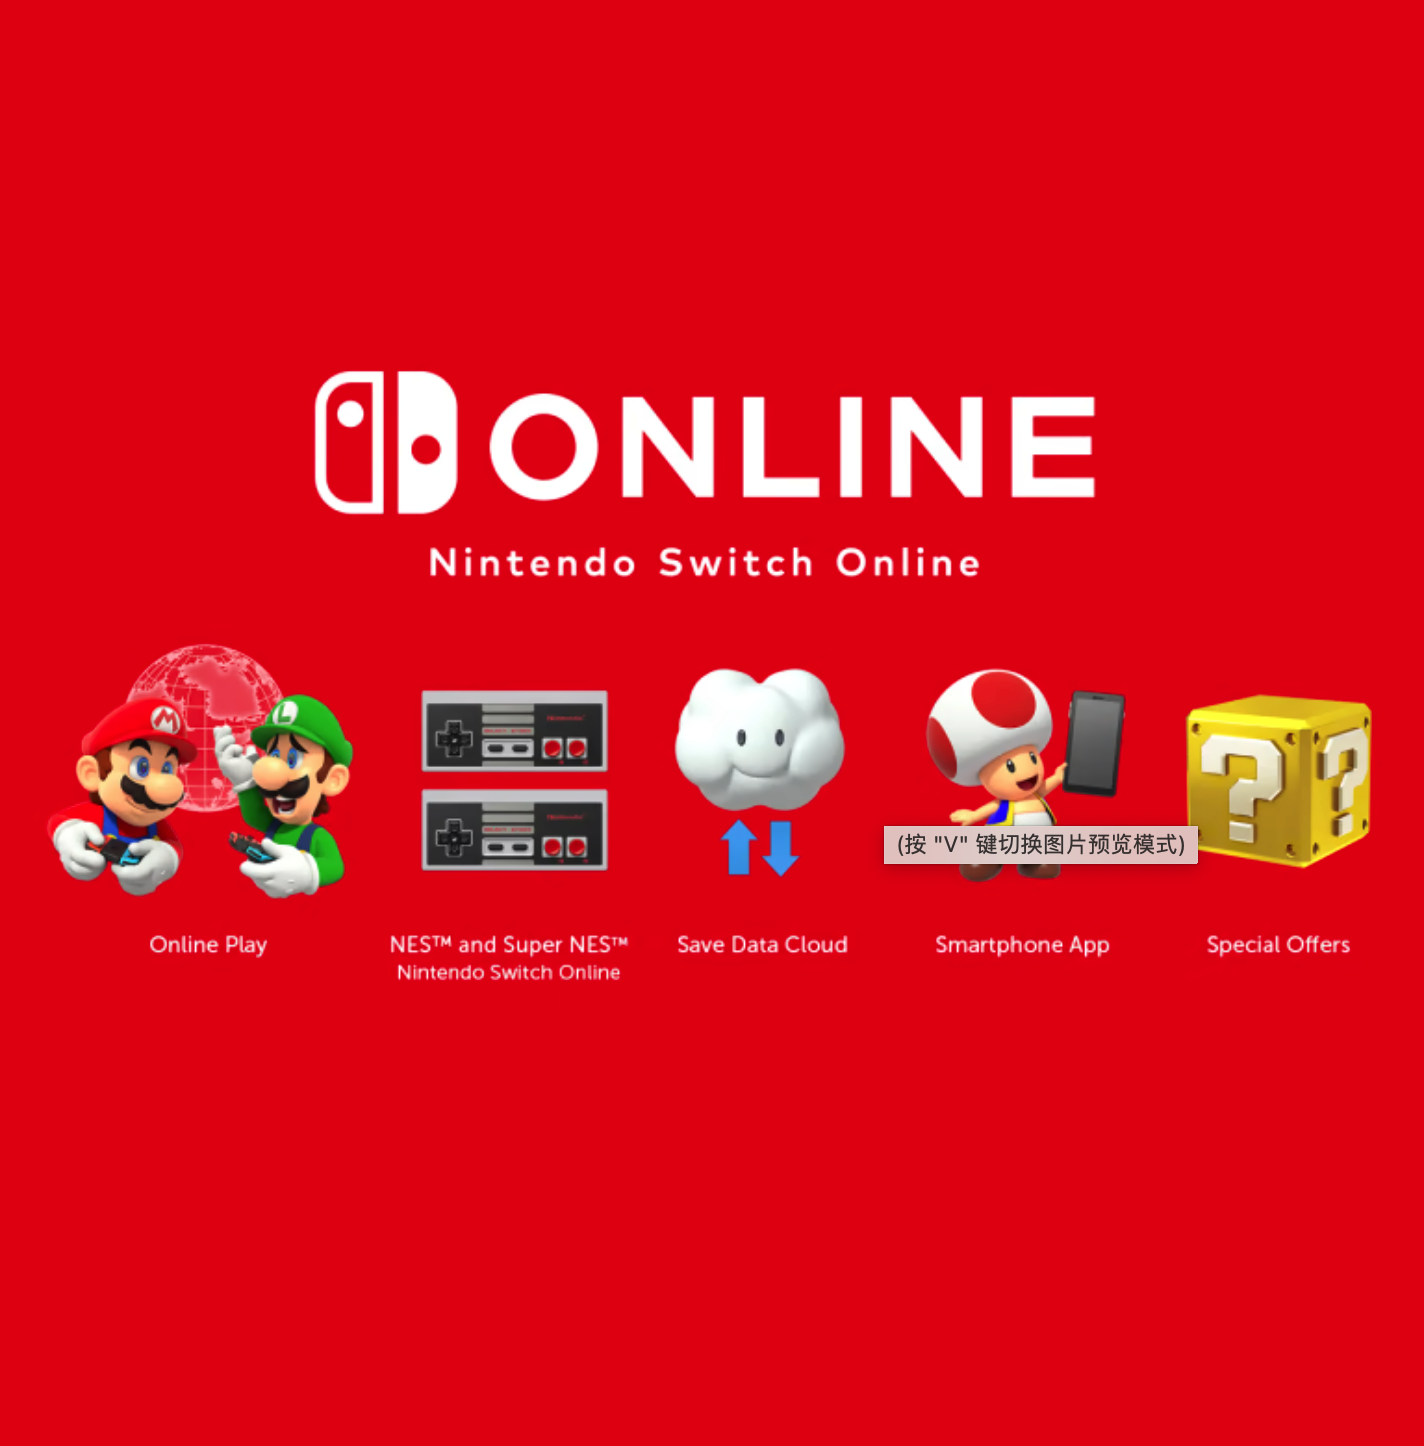 ONLINE
Nintendo Switch Online
(按 "V" 键切换图片预览模式)
Online Play
NES™ and Super NES™
Nintendo Switch Online
Save Data Cloud
Smartphone App
Special Offers